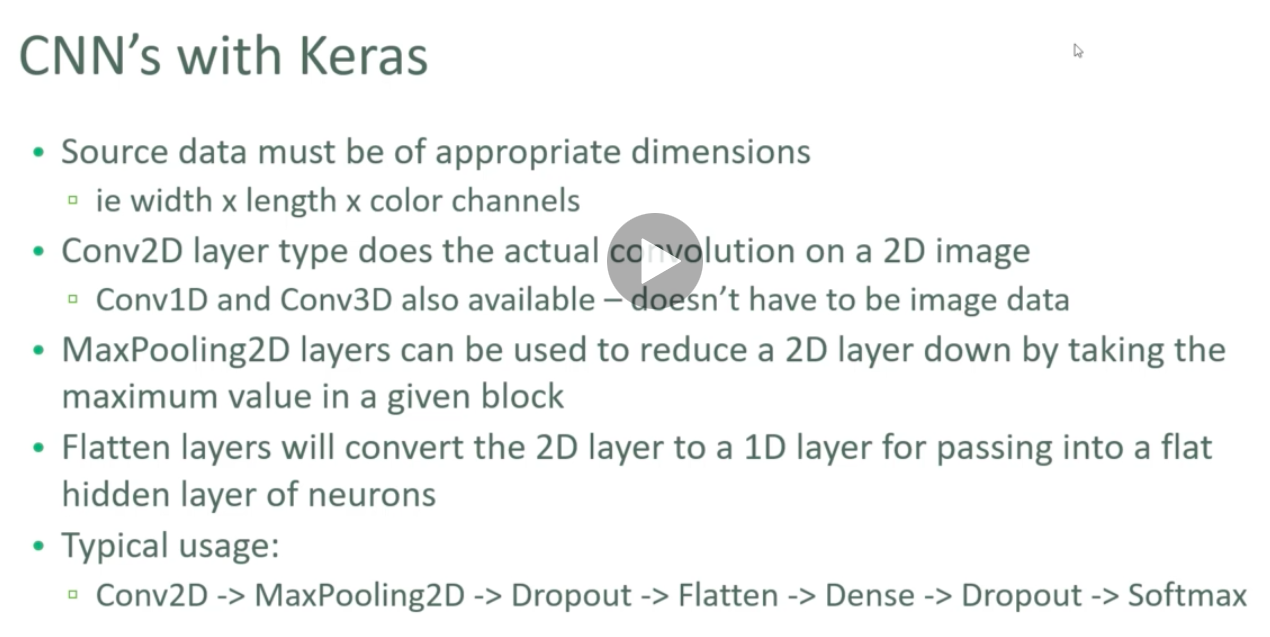 CNN’s with Keras
• Source data must be of appropriate dimensions
▫ ie width x length x color channels
• Conv2D layer type does the actual convolution on a 2D image
▫ Conv1D and Conv3D also available – doesn’t have to be image data
• MaxPooling2D layers can be used to reduce a 2D layer down by taking the
maximum value in a given block
• Flatten layers will convert the 2D layer to a 1D layer for passing into a flat
hidden layer of neurons
• Typical usage:
▫ Conv2D -> MaxPooling2D -> Dropout -> Flatten -> Dense -> Dropout -> Softmax